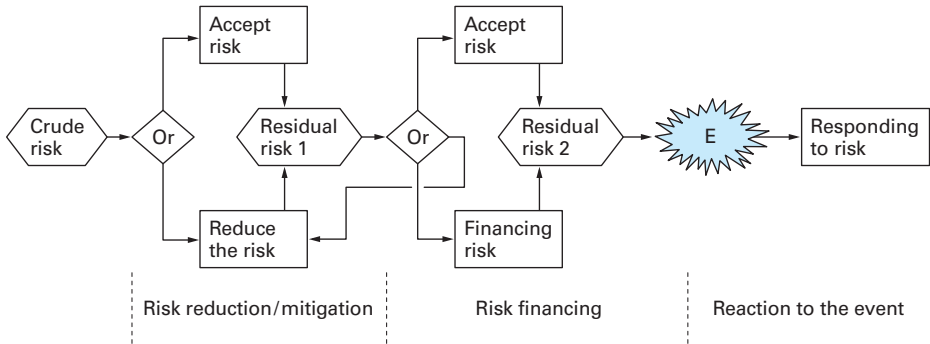 Accept
risk
Accept
risk
Crude
risk
Or
Residual
risk 1
Or
Residual
risk 2
E
Responding
to risk
Reduce
the risk
Financing
risk
Risk reduction/mitigation
Risk financing
Reaction to the event